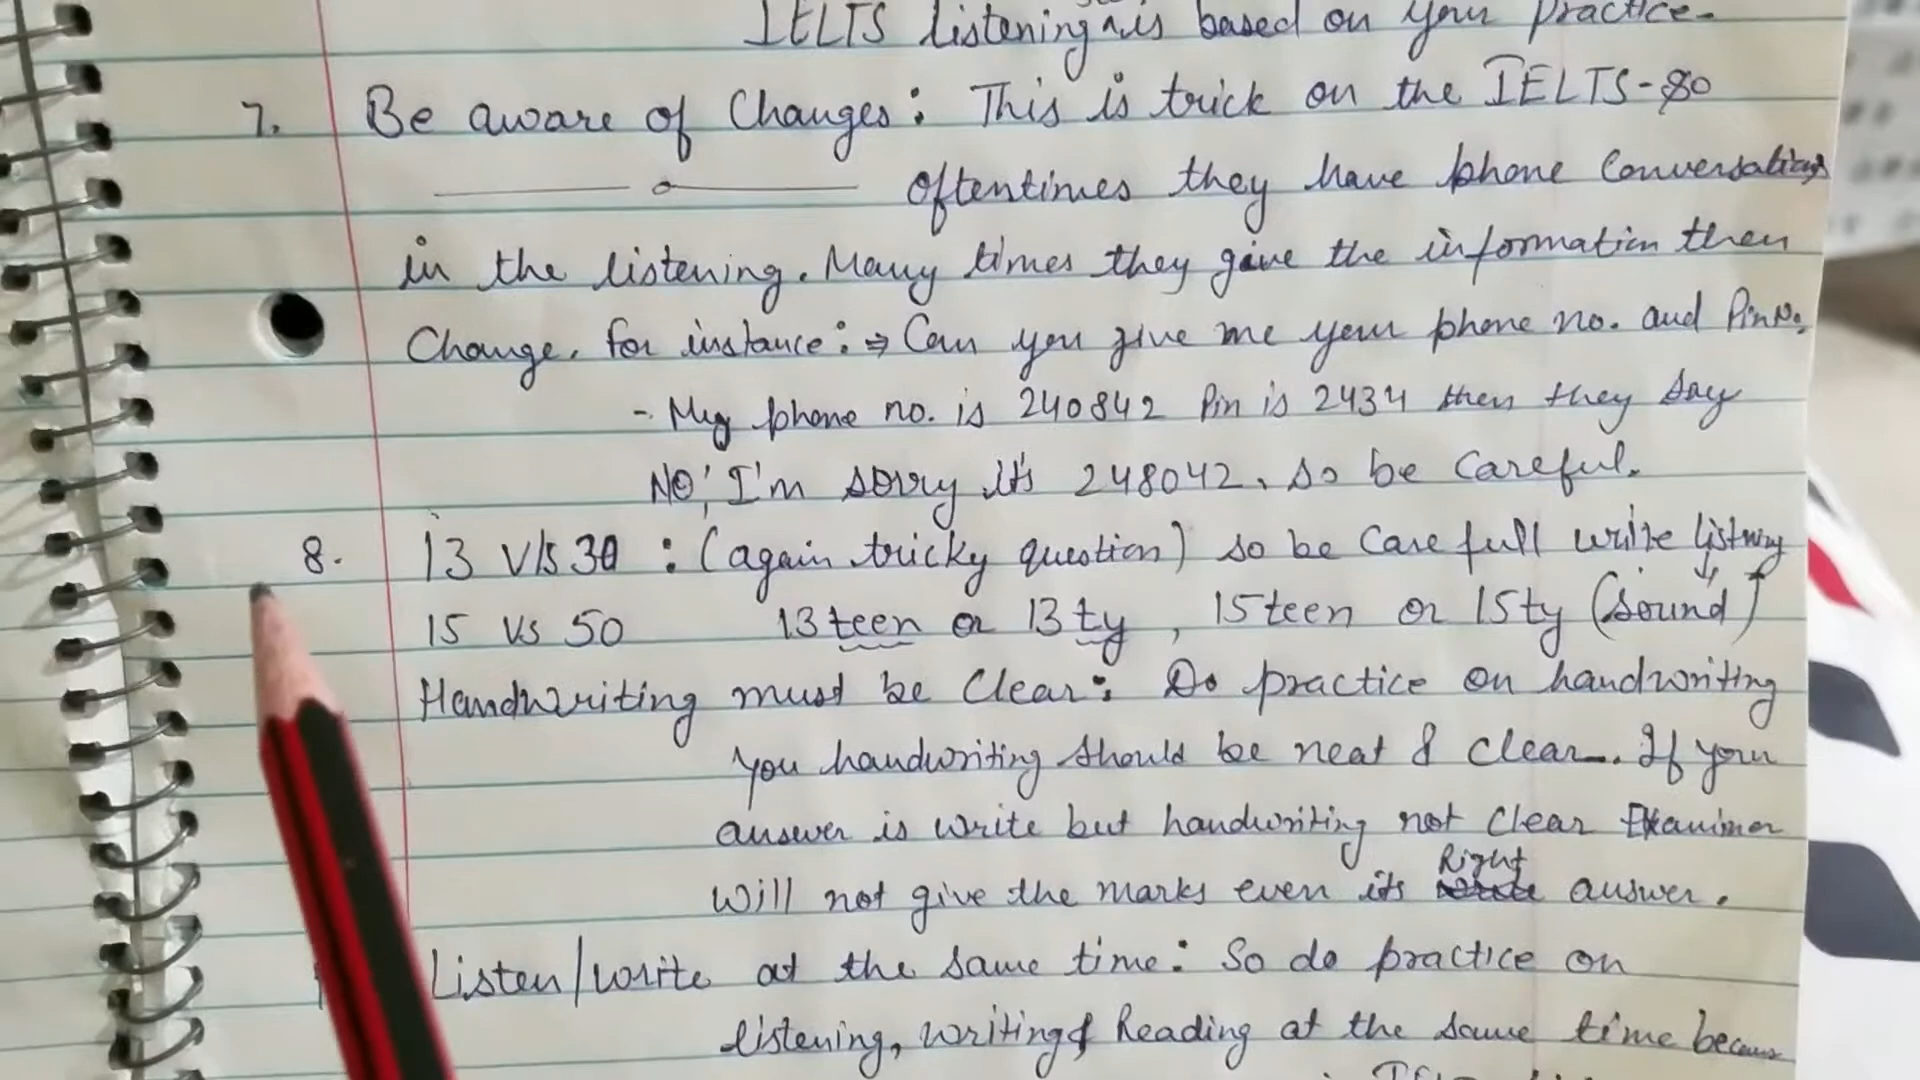 IELTS listening is based on your practice-
7. Be aware of Changes: This is trick on the IELTS-so
oftentimes they have phone Conversations
in the listening. Many times they give the information then
Change. for instance: ⇒ Can you give me your phone no. and Pin No.
- My phone no. is 240842 Pin is 2434 then they say
NO! I'm sorry it's 248042. so be careful.
8. 13 V/s 30 : (again tricky question) so be Carefull write listning
15 vs 50 13teen or 13ty, 15teen or 15ty (sound)
Handwriting must be Clear: Do practice on handwriting
you handwriting should be neat & clear. If your
answer is write but handwriting not clear Examiner
will not give the marks even its Right answer.
Listen/write at the same time: So do practice on
listening, writing & Reading at the same time becaus